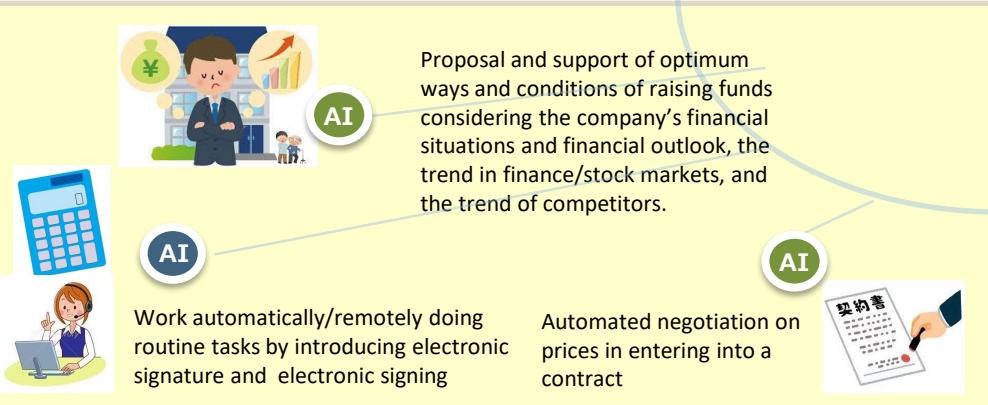 ¥
AI
Proposal and support of optimum
ways and conditions of raising funds
considering the company's financial
situations and financial outlook, the
trend in finance/stock markets, and
the trend of competitors.
0
AI
Work automatically/remotely doing
routine tasks by introducing electronic
signature and  electronic signing
AI
Automated negotiation on
prices in entering into a
contract
契約書